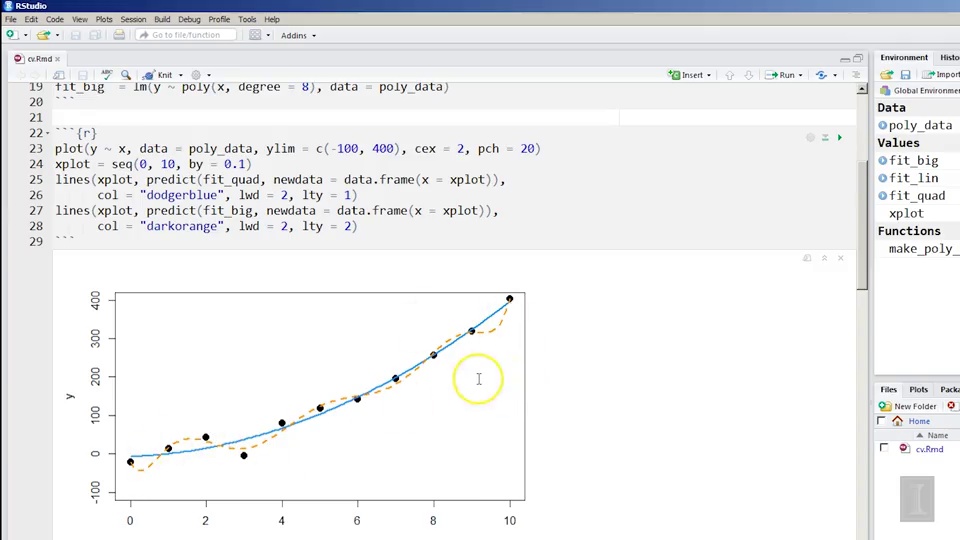 RStudio
File Edit Code View Plots Session Build Debug Profile Tools Help
Go to file/function Addins
cv.Rmd
ABC Knit Insert Run
19 fit_big = lm(y ~ poly(x, degree = 8), data = poly_data)
20 ```
21
22 ```{r}
23 plot(y ~ x, data = poly_data, ylim = c(-100, 400), cex = 2, pch = 20)
24 xplot = seq(0, 10, by = 0.1)
25 lines(xplot, predict(fit_quad, newdata = data.frame(x = xplot)),
26 col = "dodgerblue", lwd = 2, lty = 1)
27 lines(xplot, predict(fit_big, newdata = data.frame(x = xplot)),
28 col = "darkorange", lwd = 2, lty = 2)
29 ```
400
300
200
100
0
-100
y
0 2 4 6 8 10
Environment Histo
Import
Global Environme
Data
poly_data
Values
fit_big
fit_lin
fit_quad
xplot
Functions
make_poly_
Files Plots Packa
New Folder
Home
Name
cv.Rmd
I